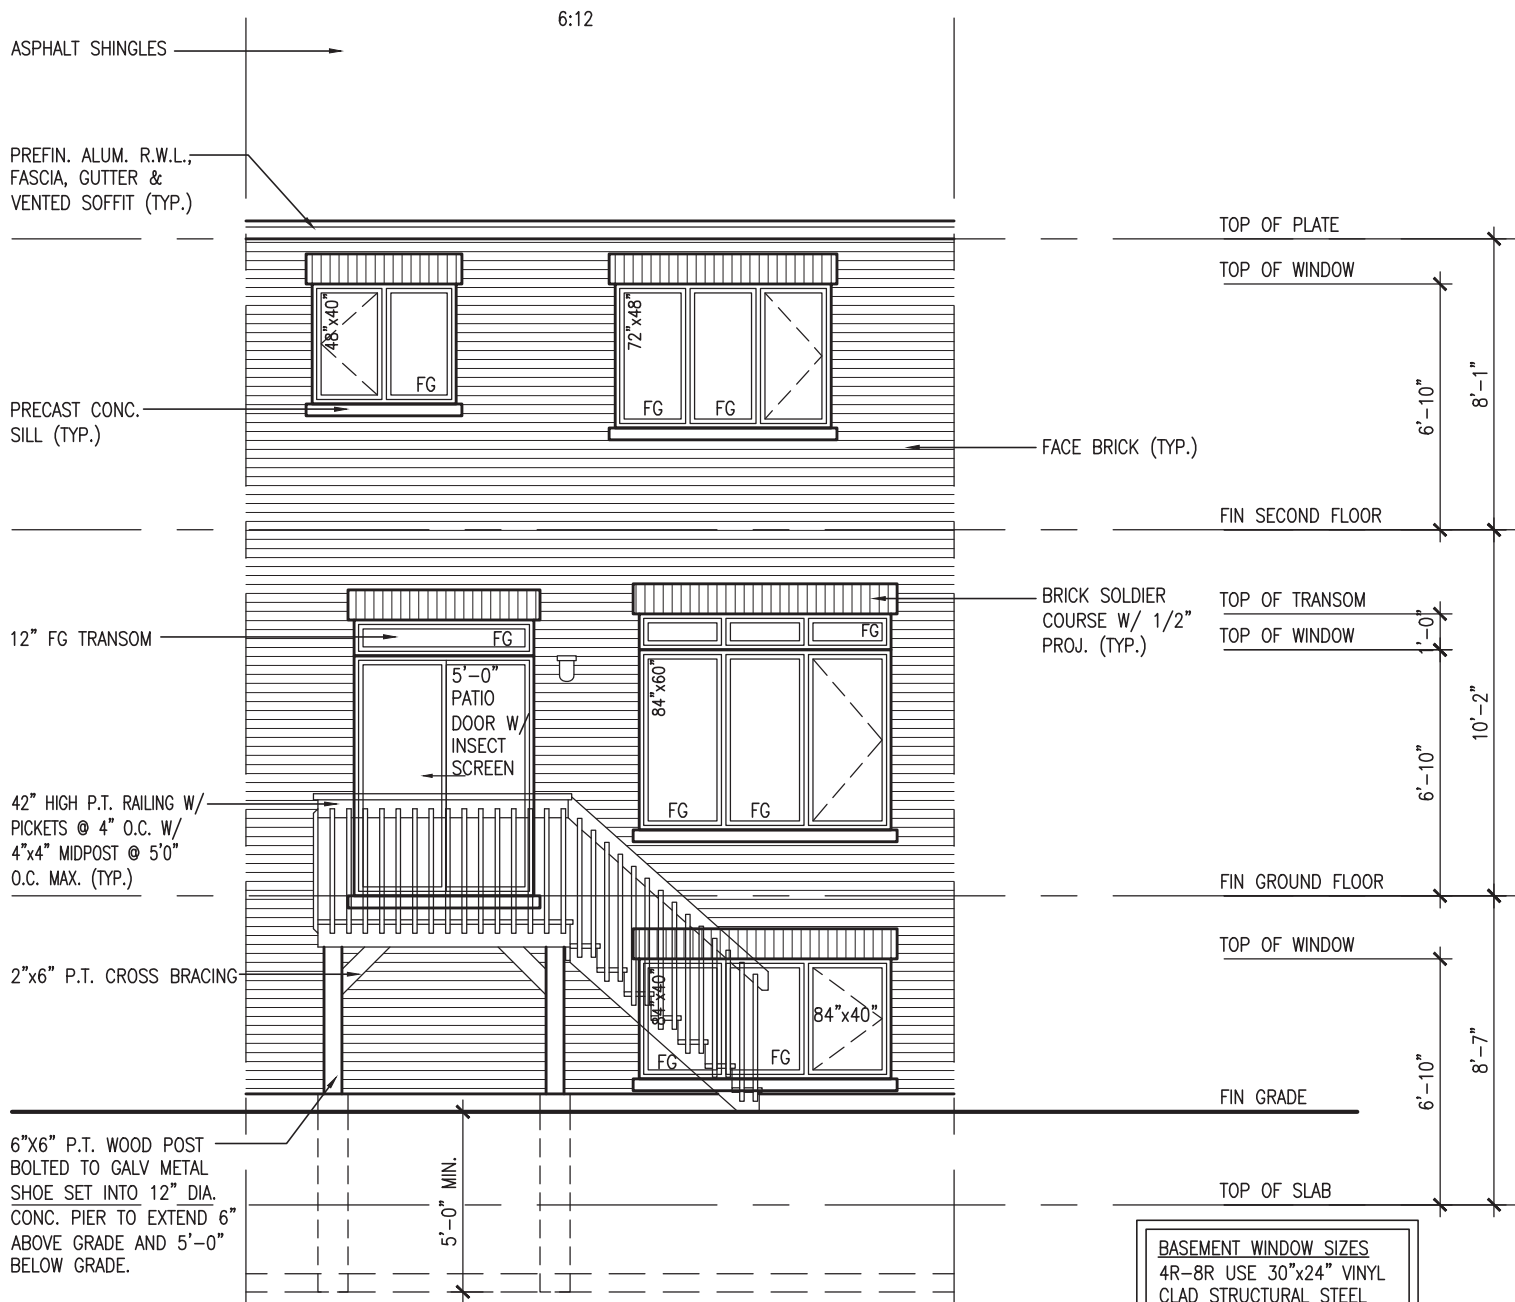 6:12
ASPHALT SHINGLES
PREFIN. ALUM. R.W.L.,
FASCIA, GUTTER &
VENTED SOFFIT (TYP.)
TOP OF PLATE
TOP OF WINDOW
48"x40"
FG
72"x48"
FG
FG
6'-10"
8'-1"
PRECAST CONC.
SILL (TYP.)
FACE BRICK (TYP.)
FIN SECOND FLOOR
BRICK SOLDIER
COURSE W/ 1/2"
PROJ. (TYP.)
TOP OF TRANSOM
TOP OF WINDOW
1'-0"
12" FG TRANSOM
FG
FG
5'-0"
PATIO
DOOR W/
INSECT
SCREEN
84"x60"
FG
FG
6'-10"
10'-2"
42" HIGH P.T. RAILING W/
PICKETS @ 4" O.C. W/
4"x4" MIDPOST @ 5'0"
O.C. MAX. (TYP.)
FIN GROUND FLOOR
TOP OF WINDOW
2"x6" P.T. CROSS BRACING
84"x40"
84"x40"
FG
FG
6'-10"
8'-7"
FIN GRADE
6"X6" P.T. WOOD POST
BOLTED TO GALV METAL
SHOE SET INTO 12" DIA.
CONC. PIER TO EXTEND 6"
ABOVE GRADE AND 5'-0"
BELOW GRADE.
5'-0" MIN.
TOP OF SLAB
BASEMENT WINDOW SIZES
4R-8R USE 30"x24" VINYL
CLAD STRUCTURAL STEEL